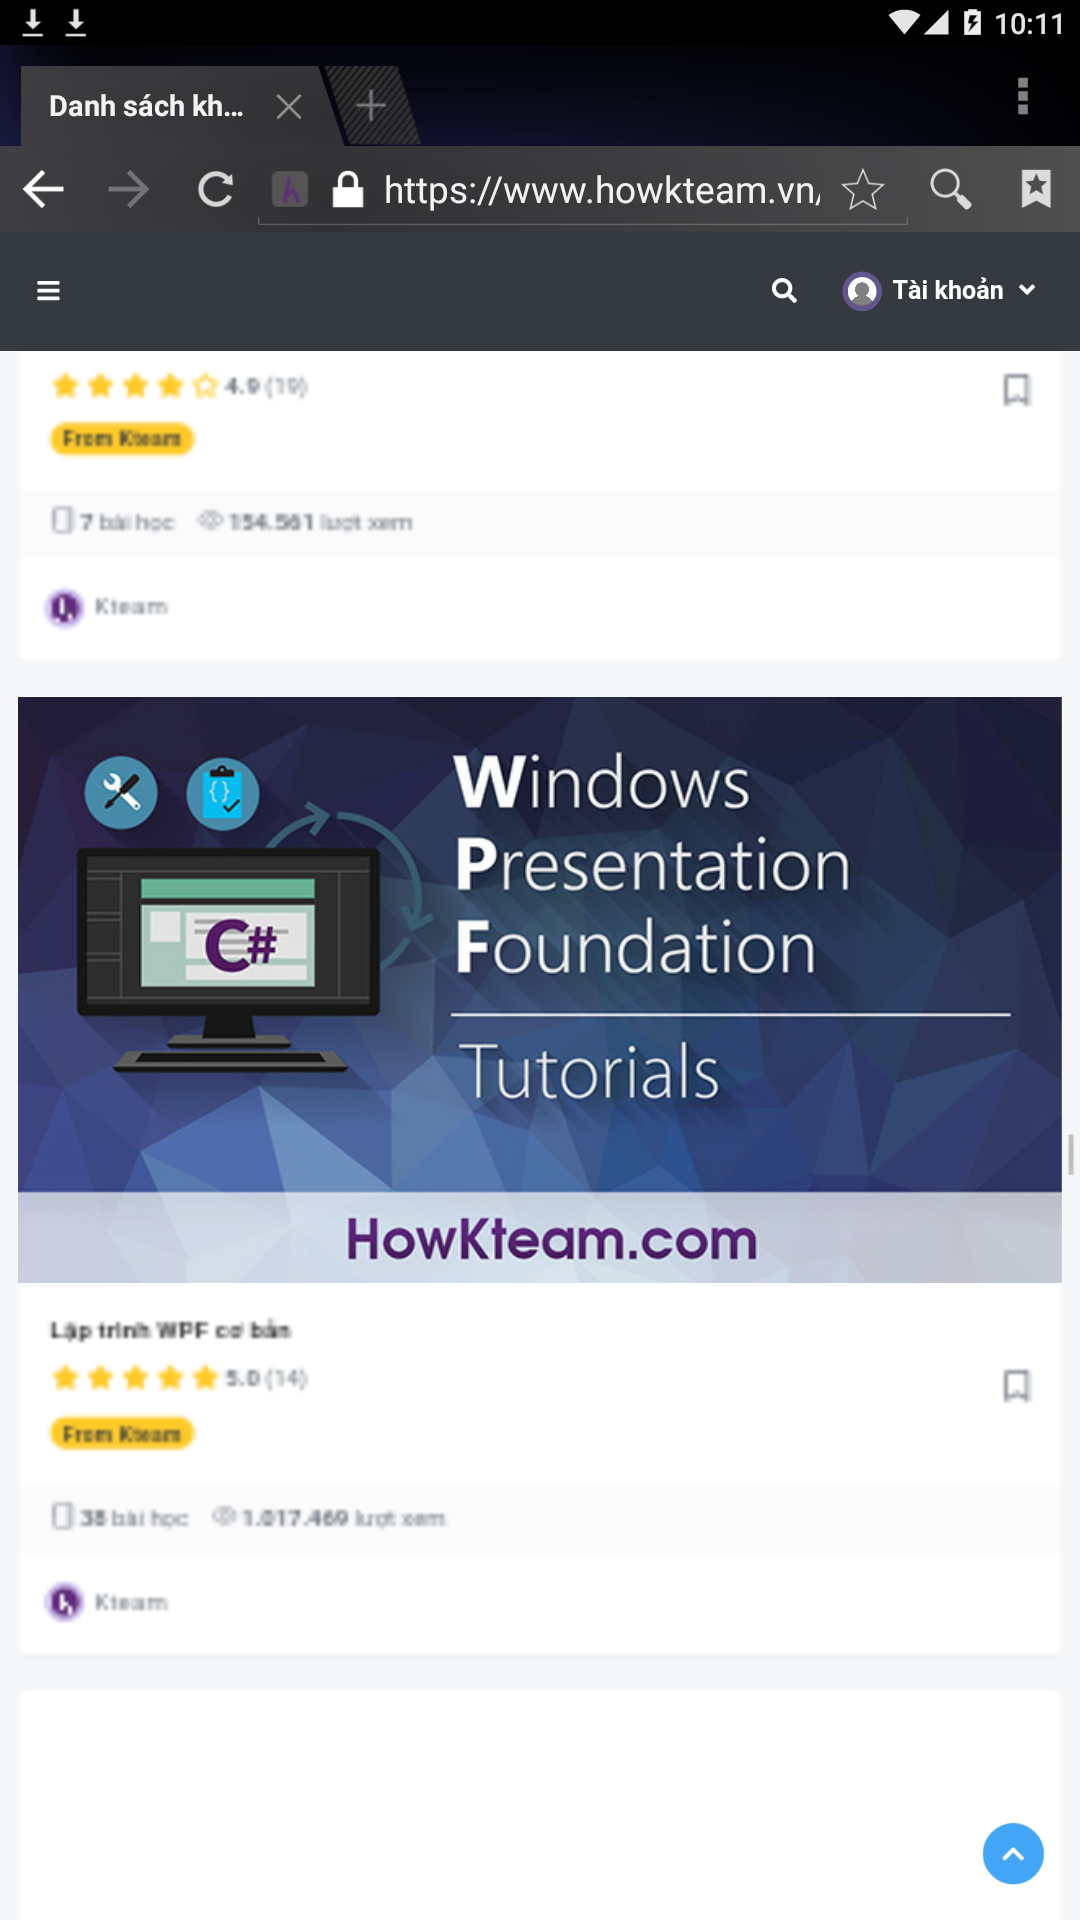 10:11
Danh sách kh...
https://www.howkteam.vn/
Tài khoản
4.9 (19)
From Kteam
7 bài học 154.561 lượt xem
Kteam
Windows
Presentation
Foundation
Tutorials
C#
HowKteam.com
Lập trình WPF cơ bản
5.0 (14)
From Kteam
38 bài học 1.017.469 lượt xem
Kteam